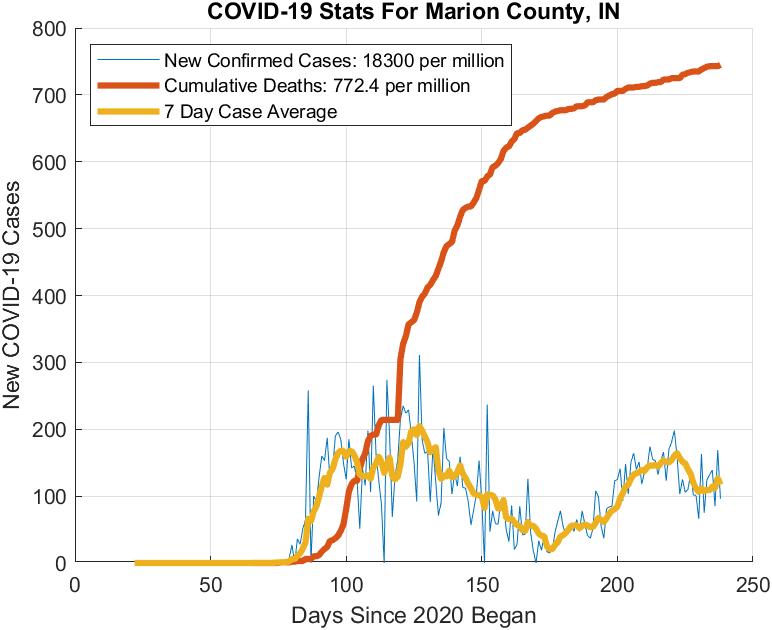 COVID-19 Stats For Marion County, IN
New Confirmed Cases: 18300 per million
Cumulative Deaths: 772.4 per million
7 Day Case Average
New COVID-19 Cases
800
700
600
500
400
300
200
100
0
0 50 100 150 200 250
Days Since 2020 Began